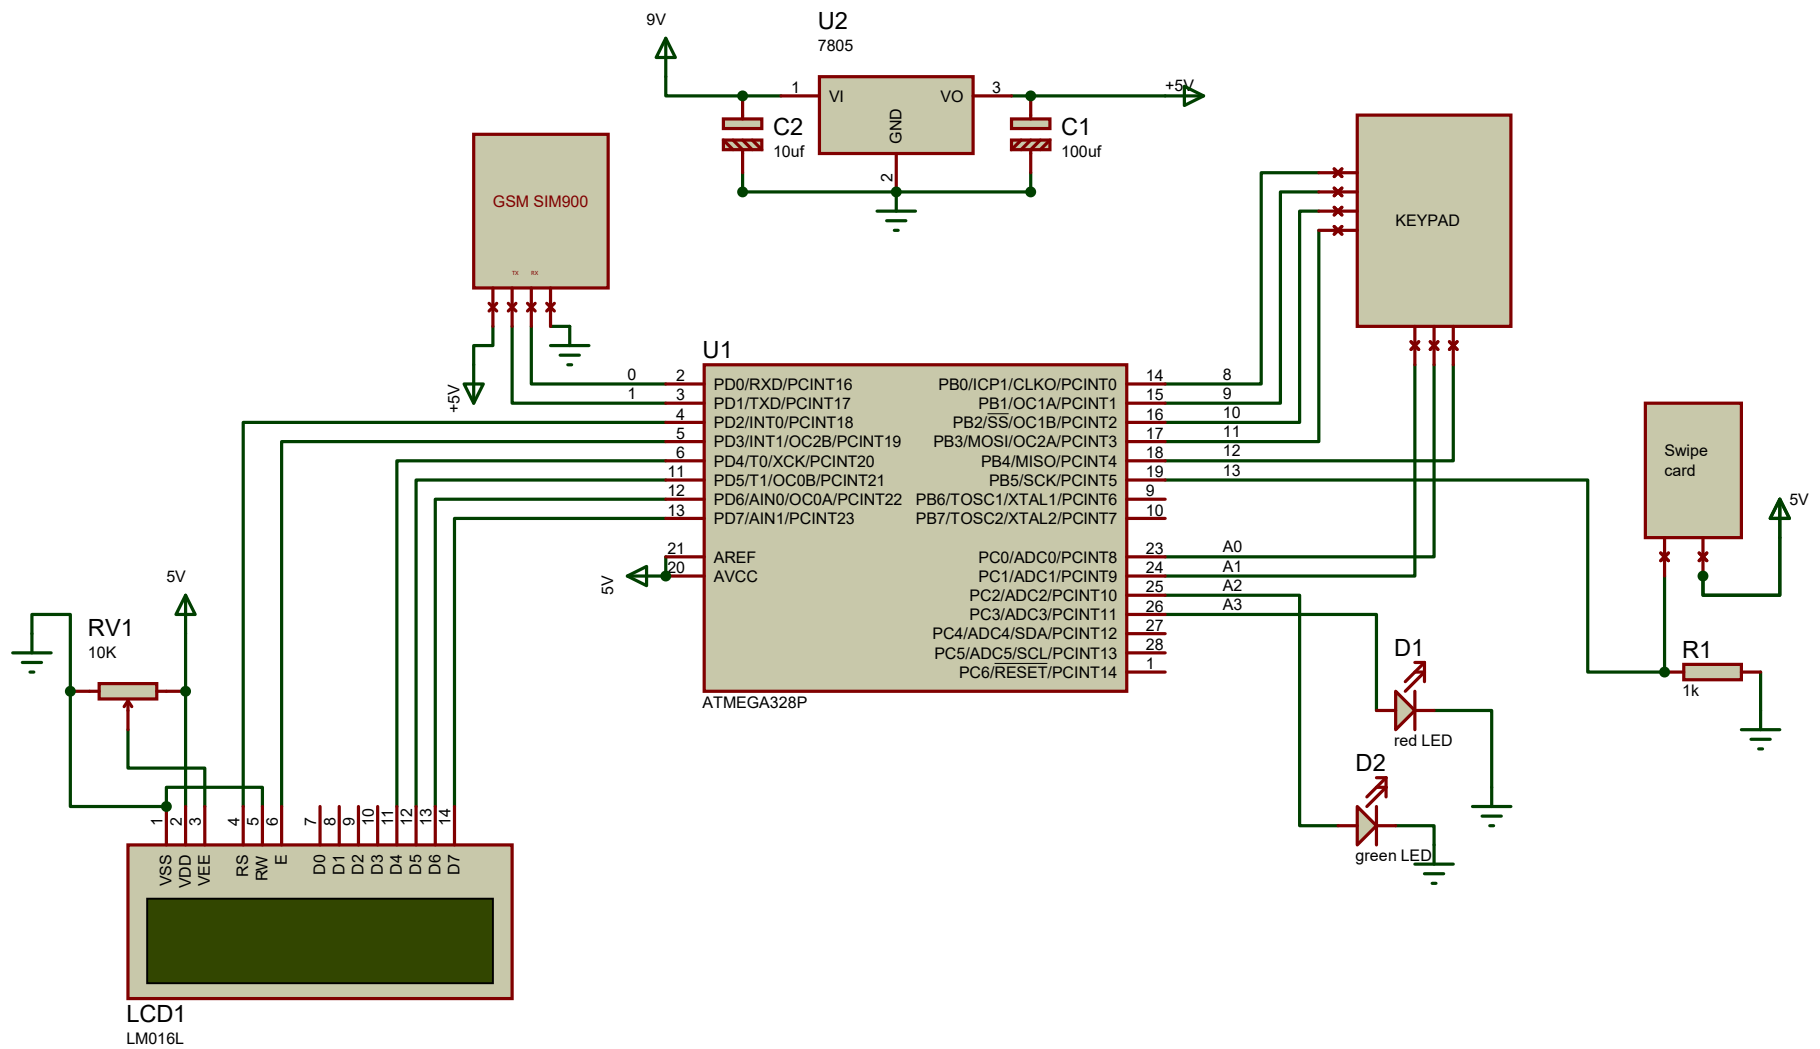 9V
U2
7805
1
VI
VO
3
+5V
GND
2
C2
10uf
C1
100uf
GSM SIM900
TX
RX
+5V
KEYPAD
U1
0
2
PD0/RXD/PCINT16
1
3
PD1/TXD/PCINT17
4
PD2/INT0/PCINT18
5
PD3/INT1/OC2B/PCINT19
6
PD4/T0/XCK/PCINT20
11
PD5/T1/OC0B/PCINT21
12
PD6/AIN0/OC0A/PCINT22
13
PD7/AIN1/PCINT23
21
AREF
20
AVCC
5V
PB0/ICP1/CLKO/PCINT0
14
8
PB1/OC1A/PCINT1
15
9
PB2/SS/OC1B/PCINT2
16
10
PB3/MOSI/OC2A/PCINT3
17
11
PB4/MISO/PCINT4
18
12
PB5/SCK/PCINT5
19
13
PB6/TOSC1/XTAL1/PCINT6
9
PB7/TOSC2/XTAL2/PCINT7
10
PC0/ADC0/PCINT8
23
A0
PC1/ADC1/PCINT9
24
A1
PC2/ADC2/PCINT10
25
A2
PC3/ADC3/PCINT11
26
A3
PC4/ADC4/SDA/PCINT12
27
PC5/ADC5/SCL/PCINT13
28
PC6/RESET/PCINT14
1
ATMEGA328P
Swipe
card
5V
R1
1k
D1
red LED
D2
green LED
5V
RV1
10K
1
2
3
4
5
6
7
8
9
10
11
12
13
14
VSS
VDD
VEE
RS
RW
E
D0
D1
D2
D3
D4
D5
D6
D7
LCD1
LM016L